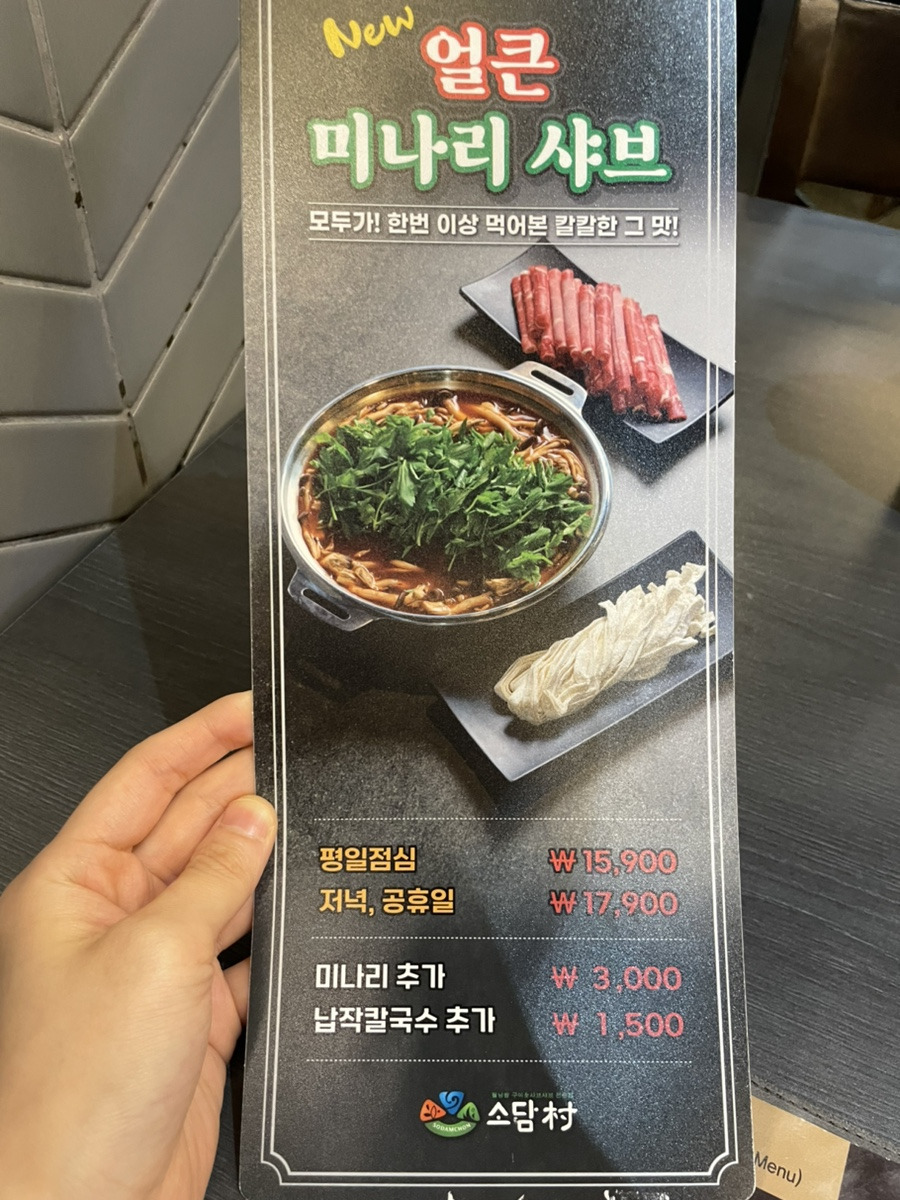 New
얼큰
미나리 샤브
모두가! 한번 이상 먹어본 칼칼한 그 맛!
평일점심 ₩15,900
저녁, 공휴일 ₩17,900
미나리 추가 ₩ 3,000
납작칼국수 추가 ₩ 1,500
SODAMCHON
소담村
Menu)